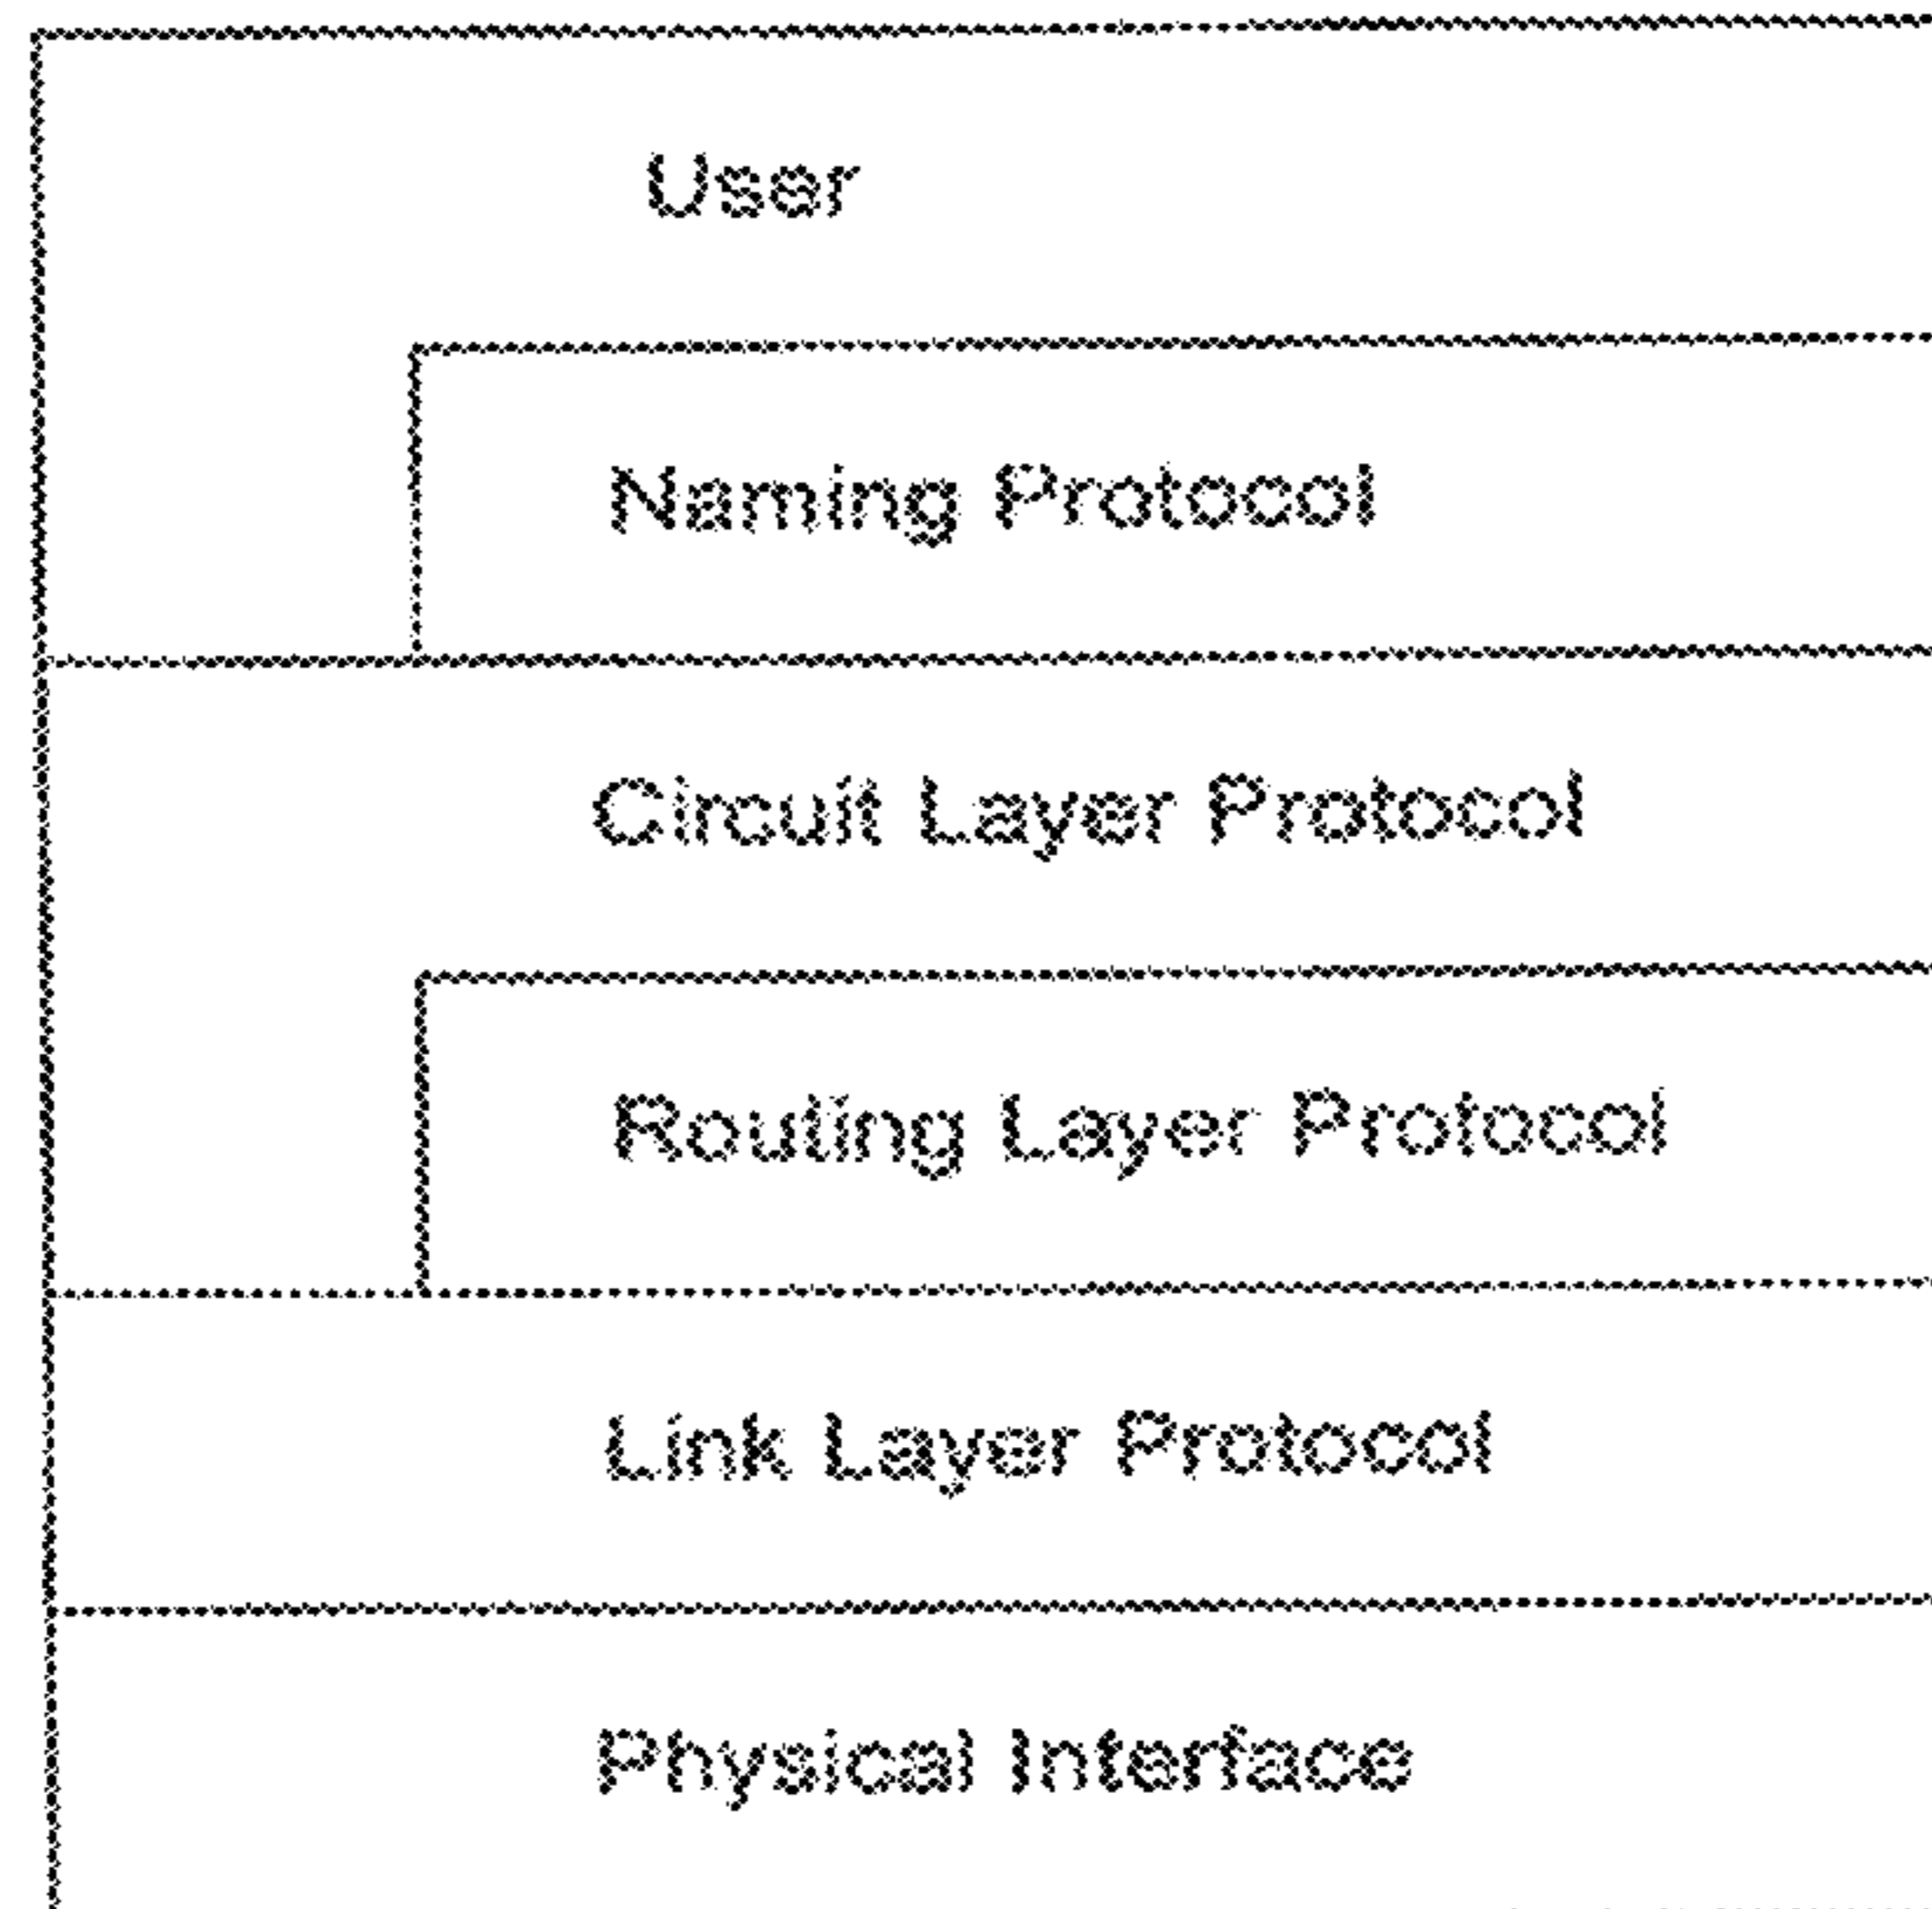 User
Naming Protocol
Circuit Layer Protocol
Routing Layer Protocol
Link Layer Protocol
Physical Interface